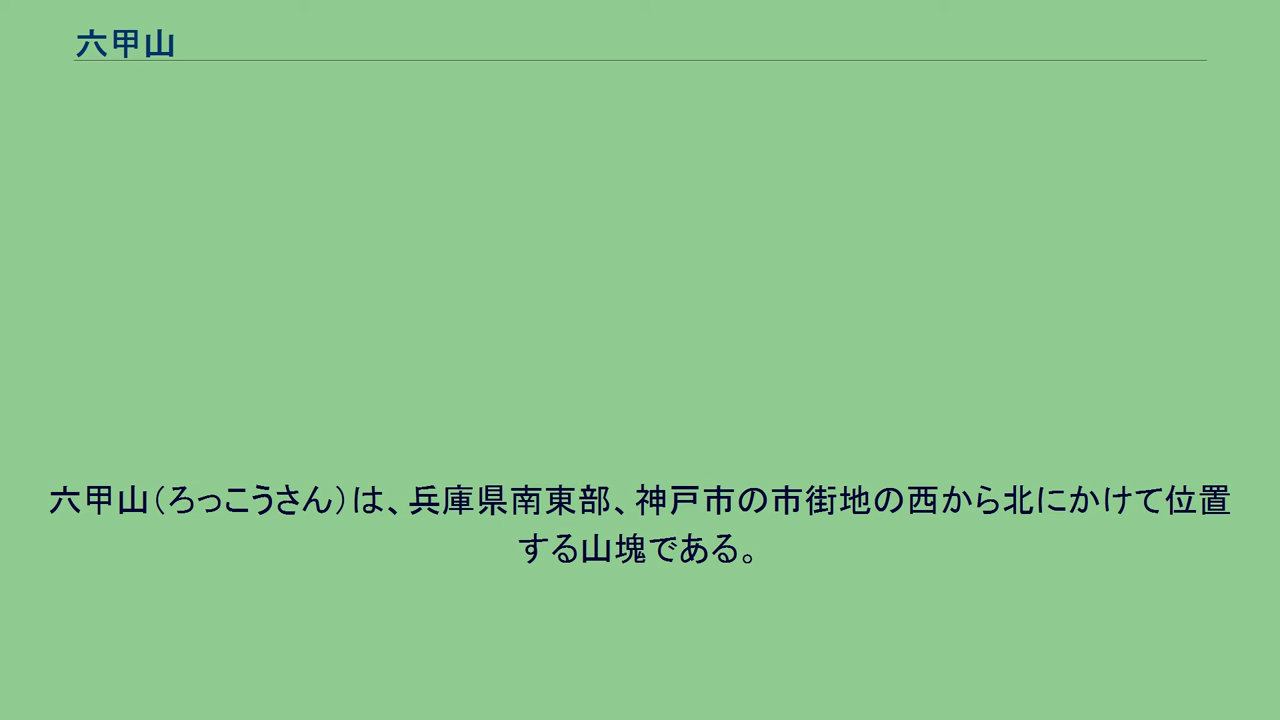 六甲山
六甲山（ろっこうさん）は、兵庫県南東部、神戸市の市街地の西から北にかけて位置
する山塊である。